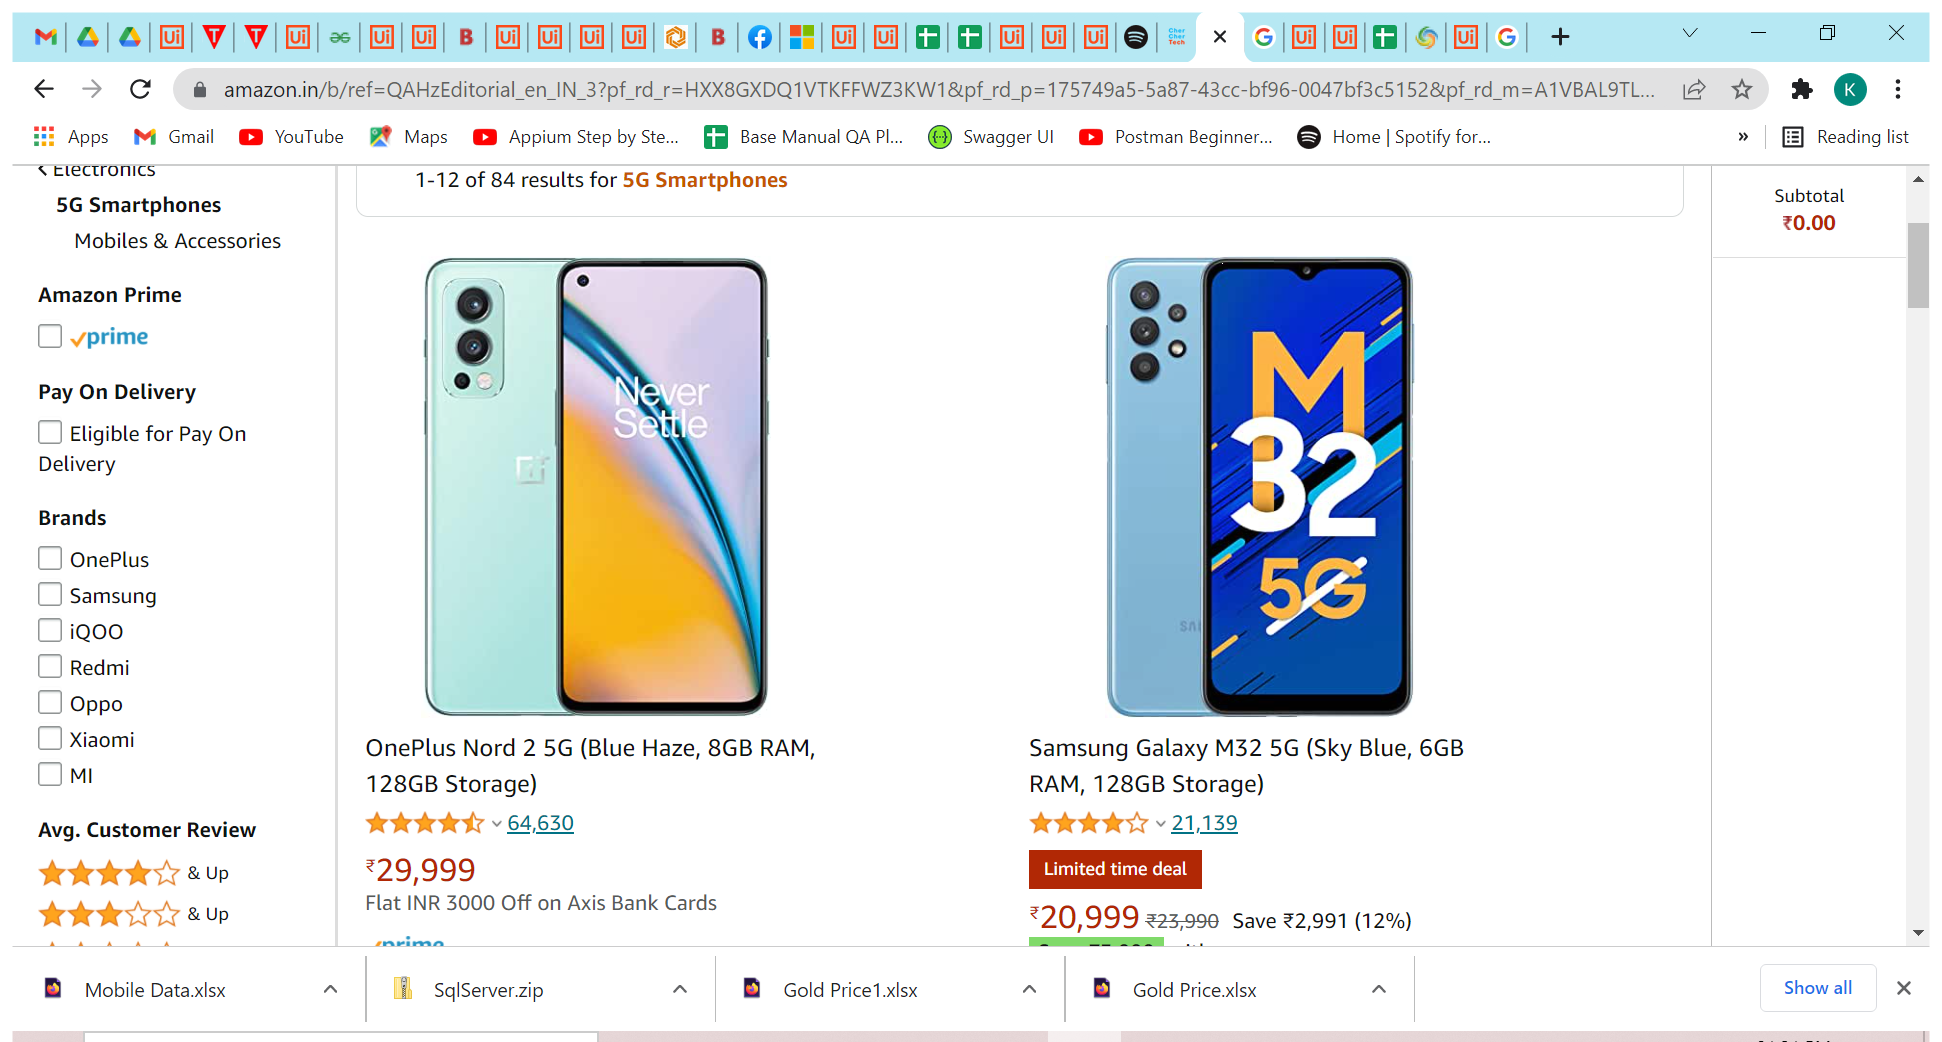 amazon.in/b/ref=QAHzEditorial_en_IN_3?pf_rd_r=HXX8GXDQ1VTKFFWZ3KW1&pf_rd_p=175749a5-5a87-43cc-bf96-0047bf3c5152&pf_rd_m=A1VBAL9TL...
K
Apps Gmail YouTube Maps Appium Step by Ste... Base Manual QA Pl... Swagger UI Postman Beginner... Home | Spotify for... » Reading list
Electronics
5G Smartphones
Mobiles & Accessories
Amazon Prime
prime
Pay On Delivery
Eligible for Pay On
Delivery
Brands
OnePlus
Samsung
iQOO
Redmi
Oppo
Xiaomi
MI
Avg. Customer Review
& Up
& Up
1-12 of 84 results for 5G Smartphones
Never
Settle
OnePlus Nord 2 5G (Blue Haze, 8GB RAM,
128GB Storage)
64,630
₹29,999
Flat INR 3000 Off on Axis Bank Cards
prime
M
32
5G
Samsung Galaxy M32 5G (Sky Blue, 6GB
RAM, 128GB Storage)
21,139
Limited time deal
₹20,999 ₹23,990 Save ₹2,991 (12%)
Subtotal
₹0.00
Mobile Data.xlsx
SqlServer.zip
Gold Price1.xlsx
Gold Price.xlsx
Show all